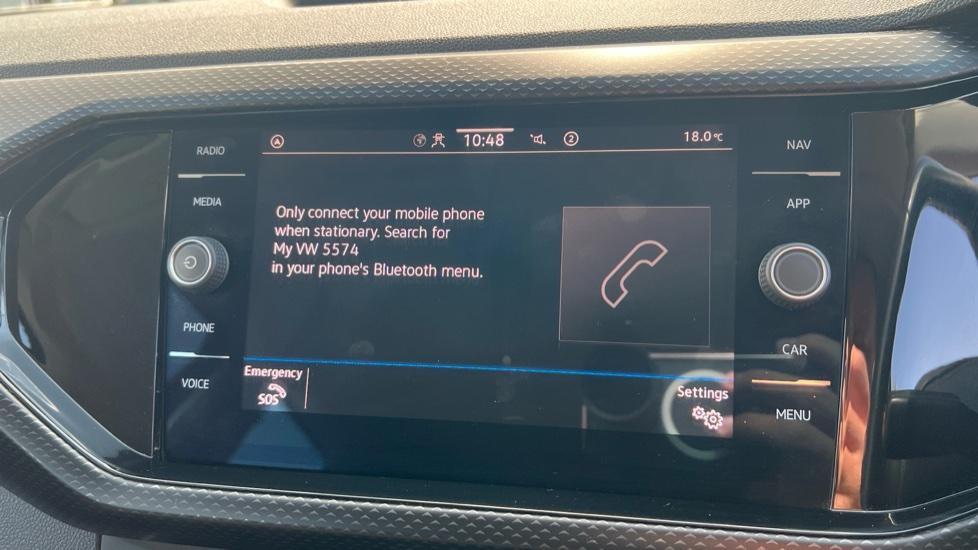 RADIO
MEDIA
PHONE
VOICE
10:48
2
18.0°C
Only connect your mobile phone
when stationary. Search for
My VW 5574
in your phone's Bluetooth menu.
Emergency
SOS
Settings
NAV
APP
CAR
MENU